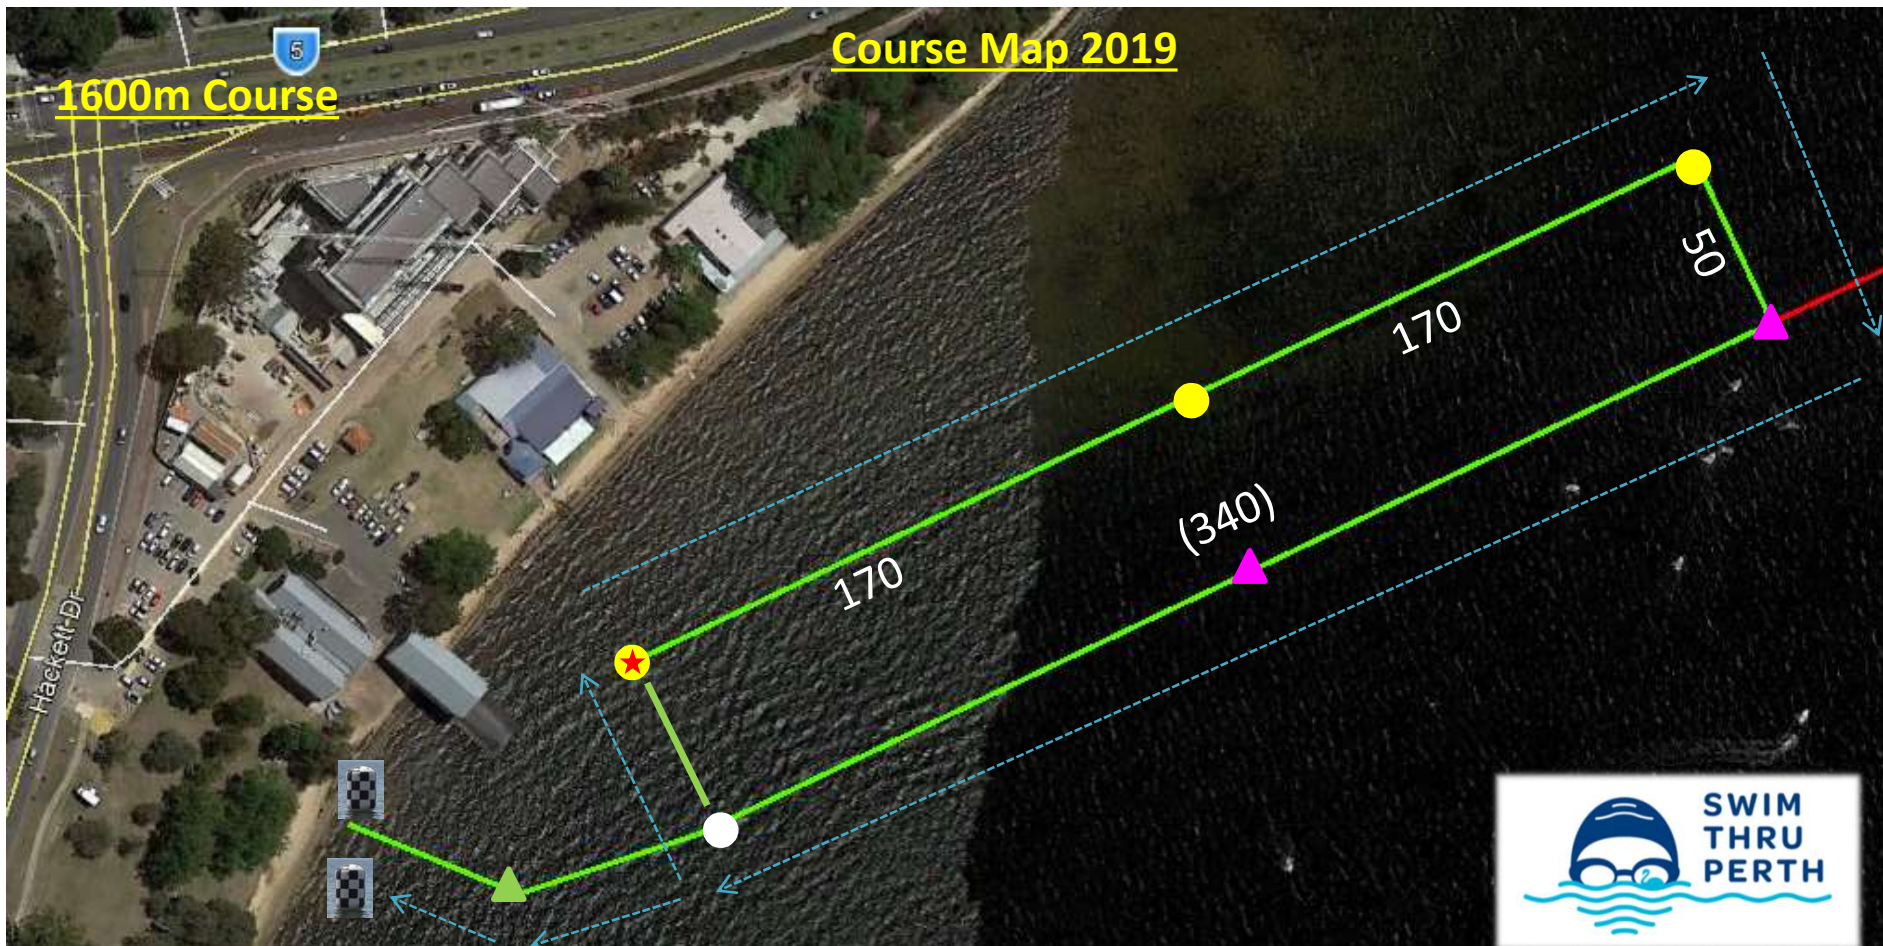 5
Course Map 2019
1600m Course
50
170
(340)
170
Hackett Dr
SWIM
THRU
PERTH